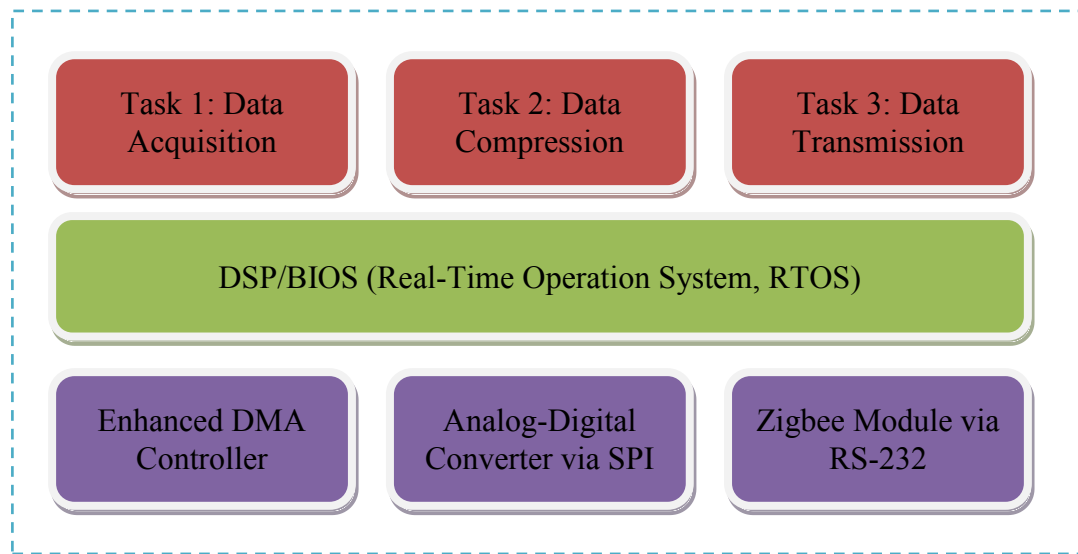 Task 1: Data
Acquisition
Task 2: Data
Compression
Task 3: Data
Transmission
DSP/BIOS (Real-Time Operation System, RTOS)
Enhanced DMA
Controller
Analog-Digital
Converter via SPI
Zigbee Module via
RS-232